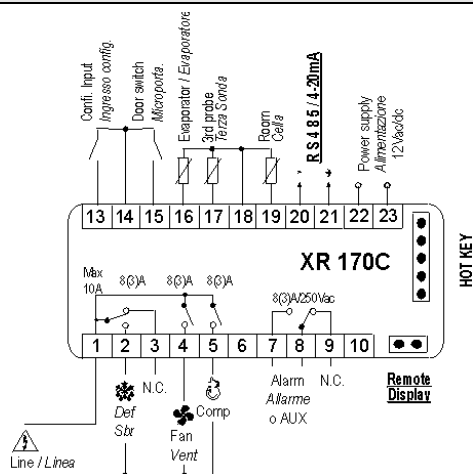 Confi. Input
Ingresso config.
Door switch
Microporta.
Evaporator / Evaporatore
3rd probe
Terza Sonda
Room
Cella
RS485/4-20mA
- +
Power supply
Alimentazione
12Vac/dc
13 14 15 16 17 18 19 20 21 22 23
XR 170C
HOT KEY
Max
10A
8(3)A 8(3)A 8(3)A
8(3)A/250Vac
1 2 3 4 5 6 7 8 9 10
Def
Sbr
N.C.
Fan
Vent
Comp
Alarm
Allarme
o AUX
N.C.
Remote
Display
Line / Linea